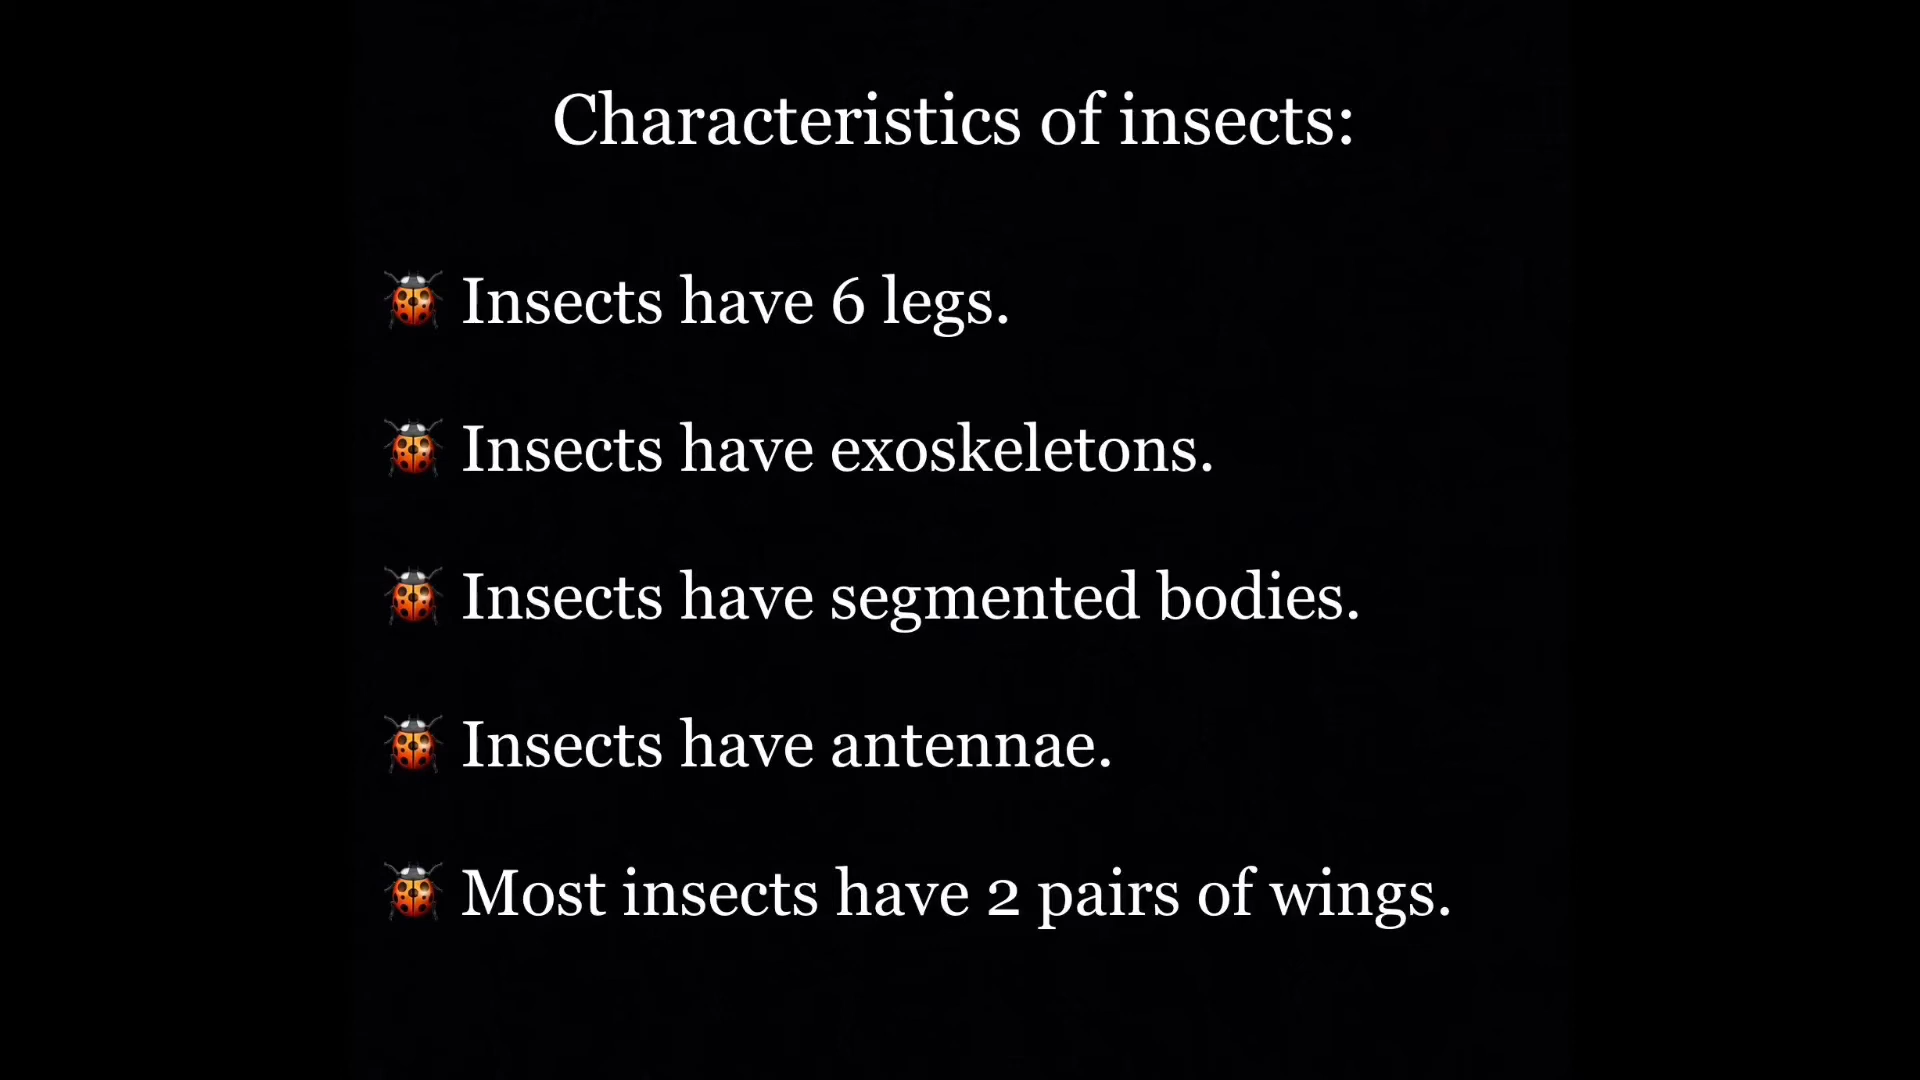 Characteristics of insects:
🐞 Insects have 6 legs.
🐞 Insects have exoskeletons.
🐞 Insects have segmented bodies.
🐞 Insects have antennae.
🐞 Most insects have 2 pairs of wings.